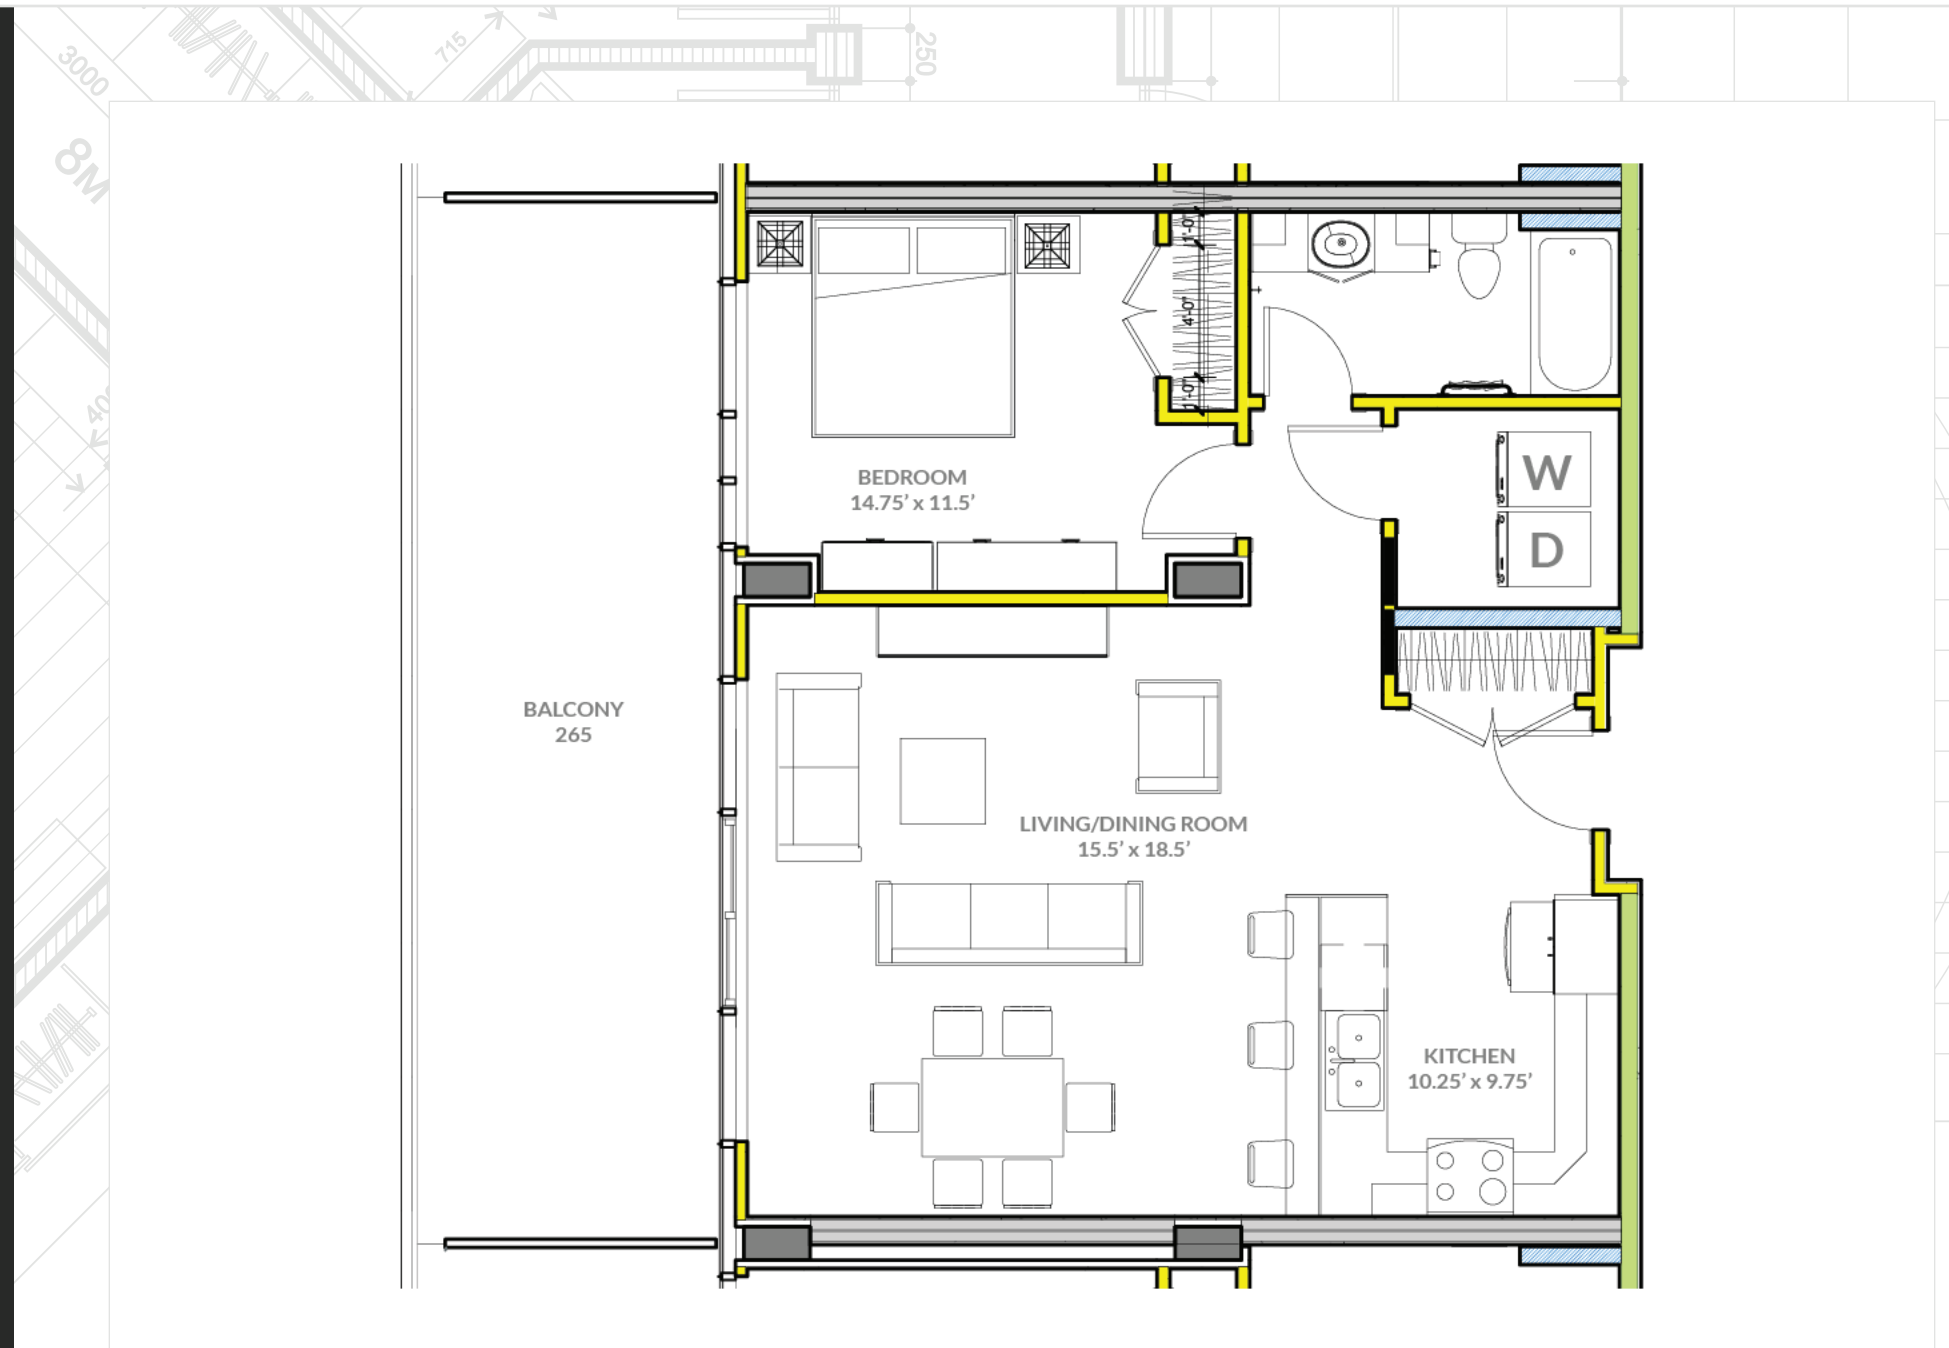 3000
715
250
8M
40
1'-0"
4'-0"
1'-0"
W
D
BEDROOM
14.75’ x 11.5’
BALCONY
265
LIVING/DINING ROOM
15.5’ x 18.5’
KITCHEN
10.25’ x 9.75’